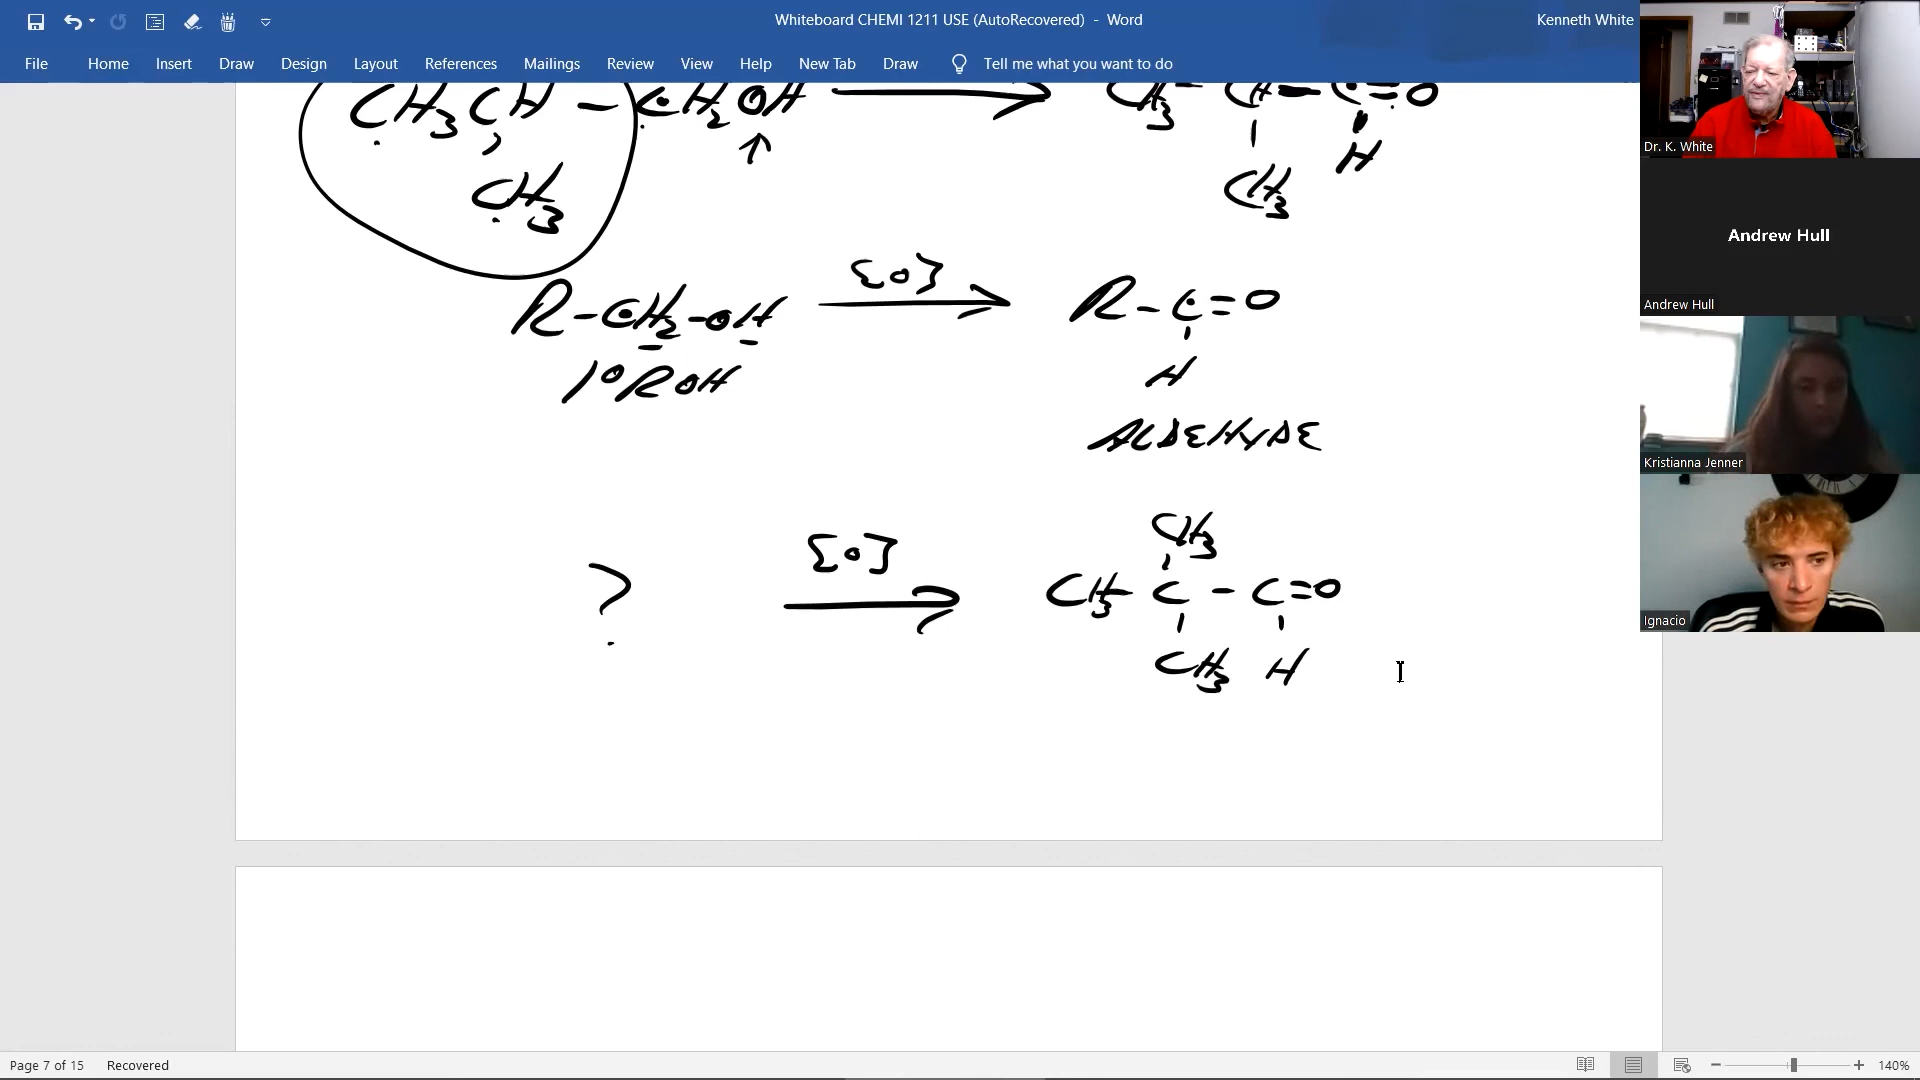 Whiteboard CHEMI 1211 USE (AutoRecovered) - Word
Kenneth White
File Home Insert Draw Design Layout References Mailings Review View Help New Tab Draw Tell me what you want to do
CH3CH - CH2OH → CH3 - CH - C=O
H
CH3 CH3
[O]
R-CH2-OH → R-C=O
H
1° ROH
ALDEHYDE
CH3
[O]
? → CH3-C-C=O
CH3 H
Dr. K. White
Andrew Hull
Andrew Hull
Kristianna Jenner
Ignacio
Page 7 of 15 Recovered
140%